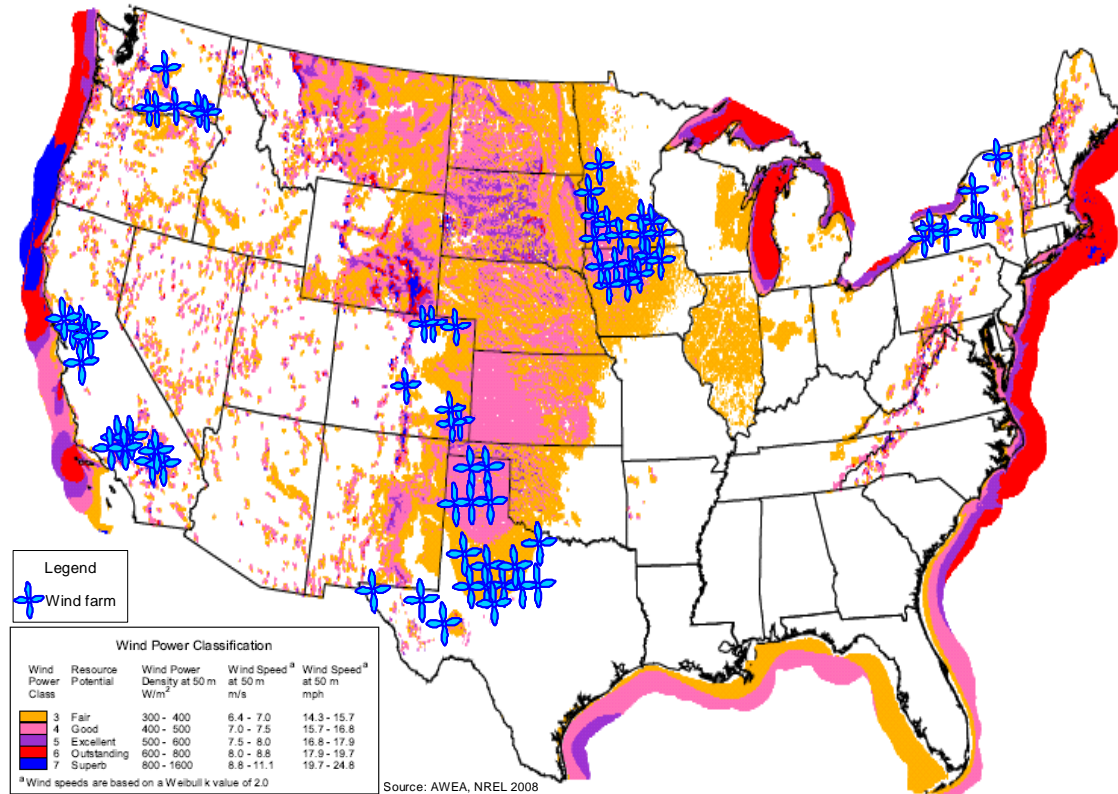 Legend
Wind farm
Wind Power Classification
Wind Power Class
Resource Potential
Wind Power Density at 50 m W/m2
Wind Speed a at 50 m m/s
Wind Speed a at 50 m mph
3 Fair 300 - 400 6.4 - 7.0 14.3 - 15.7
4 Good 400 - 500 7.0 - 7.5 15.7 - 16.8
5 Excellent 500 - 600 7.5 - 8.0 16.8 - 17.9
6 Outstanding 600 - 800 8.0 - 8.8 17.9 - 19.7
7 Superb 800 - 1600 8.8 - 11.1 19.7 - 24.8
a Wind speeds are based on a Weibull k value of 2.0
Source: AWEA, NREL 2008